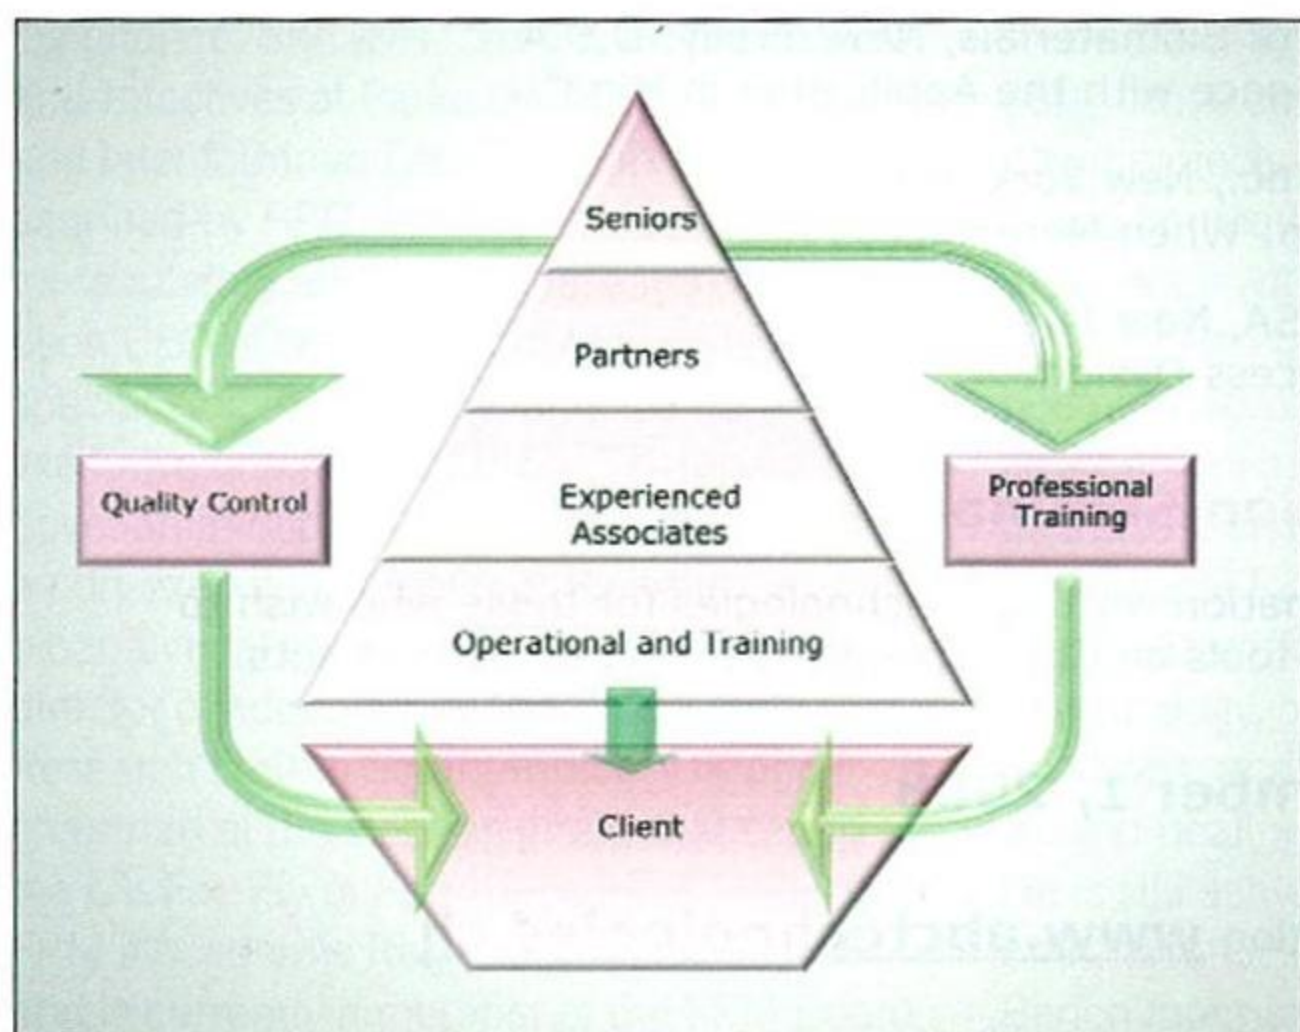 Seniors
Partners
Quality Control
Experienced
Associates
Professional
Training
Operational and Training
Client